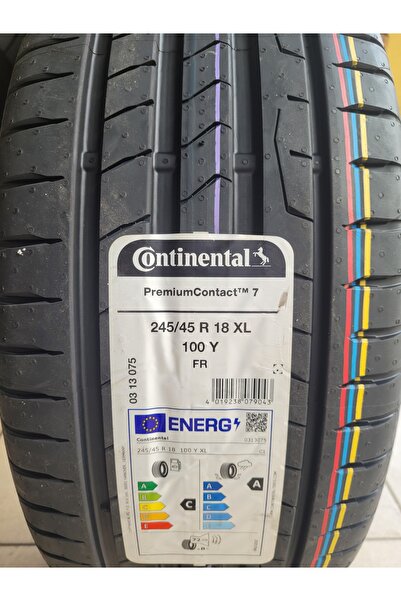 Continental
PremiumContact™ 7
245/45 R 18 XL
100 Y
FR
03 13 075
4 019238 079043
ENERG
Continental
0313075
245/45 R 18 100 Y XL
C1
A
B
C
D
E
C
A